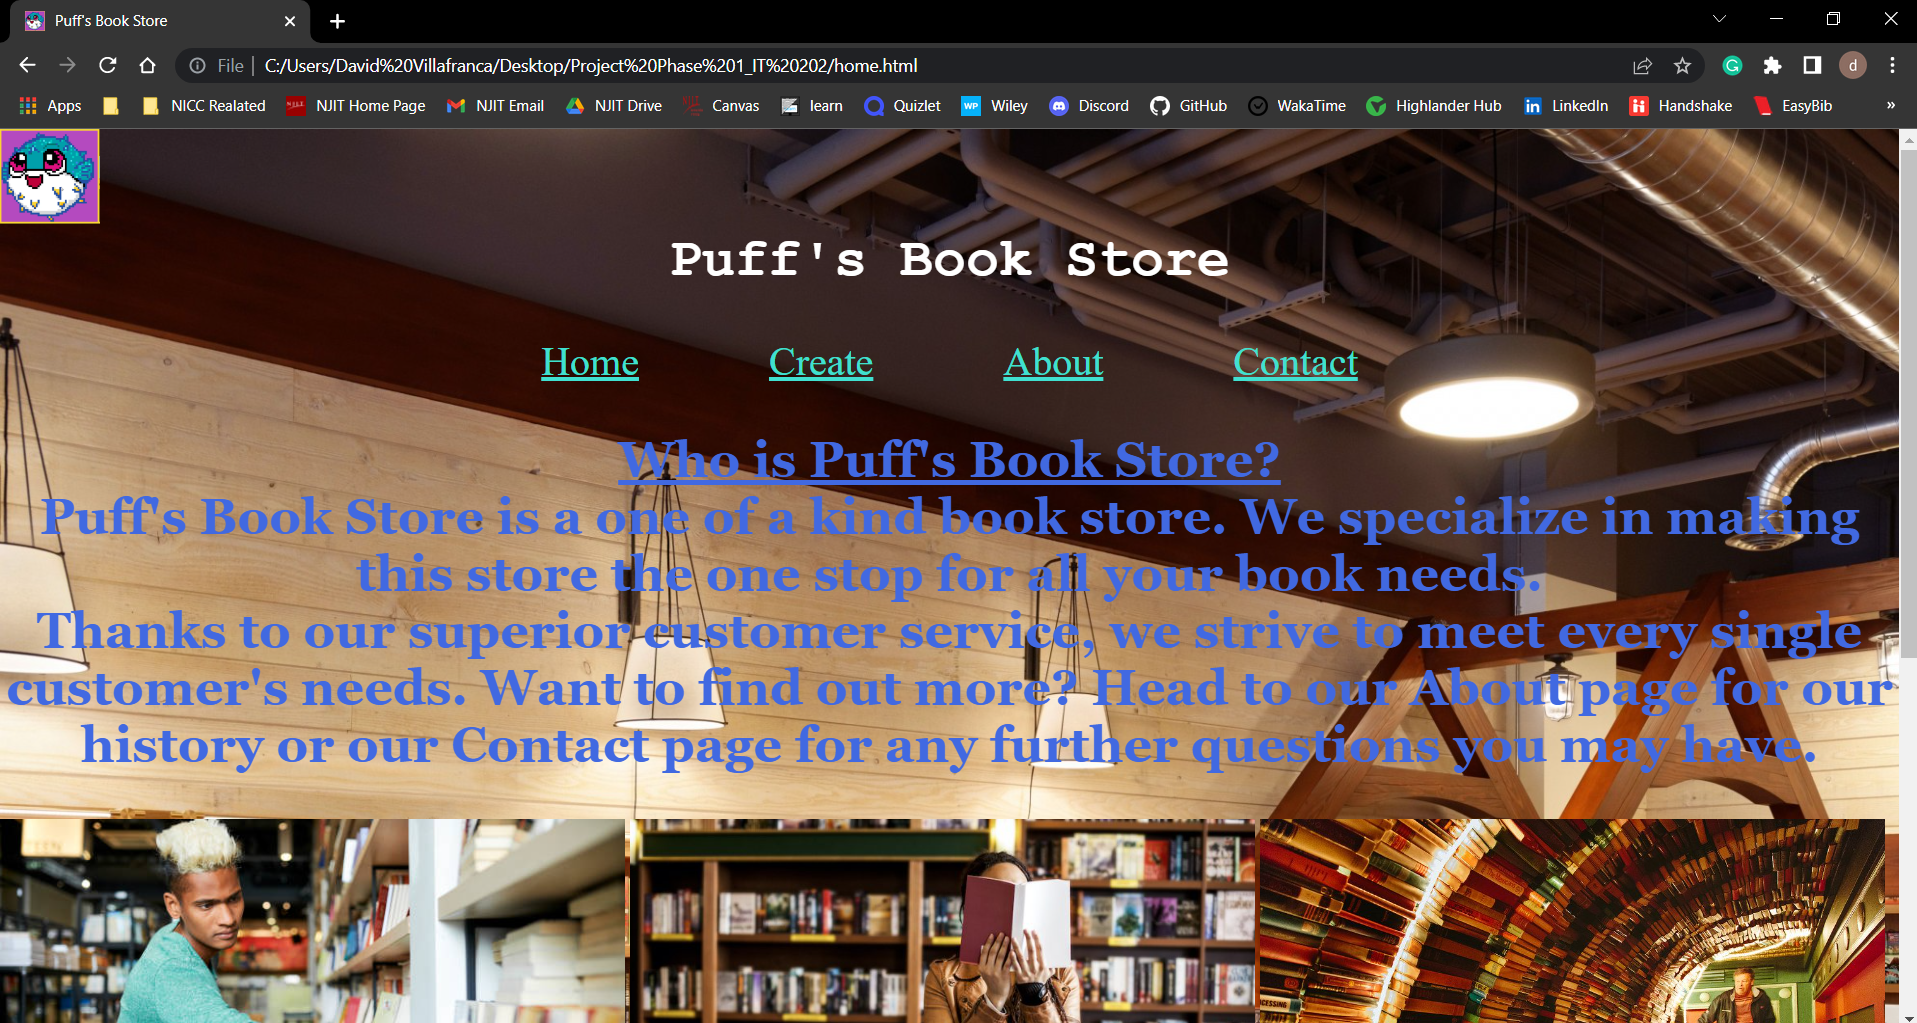 Puff's Book Store
File
C:/Users/David%20Villafranca/Desktop/Project%20Phase%201_IT%20202/home.html
d
Apps
NICC Realated
NJIT Home Page
NJIT Email
NJIT Drive
Canvas
learn
Quizlet
WP Wiley
Discord
GitHub
WakaTime
Highlander Hub
in LinkedIn
Handshake
EasyBib
»
Puff's Book Store
Home Create About Contact
Who is Puff's Book Store?
Puff's Book Store is a one of a kind book store. We specialize in making
this store the one stop for all your book needs.
Thanks to our superior customer service, we strive to meet every single
customer's needs. Want to find out more? Head to our About page for our
history or our Contact page for any further questions you may have.